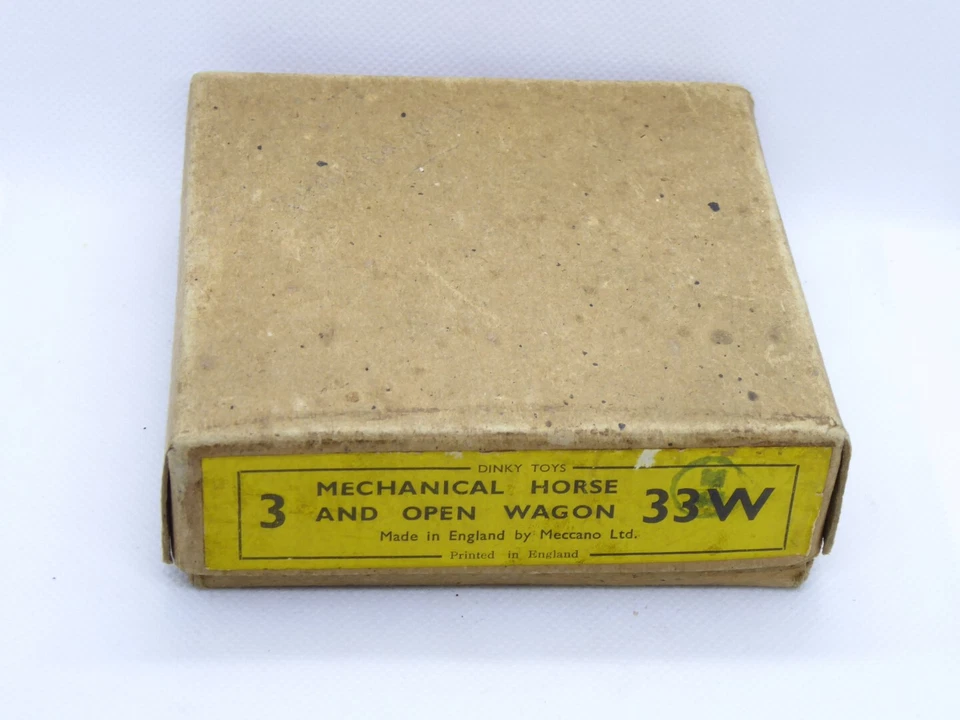 DINKY TOYS
3 MECHANICAL HORSE AND OPEN WAGON 33W
Made in England by Meccano Ltd.
Printed in England